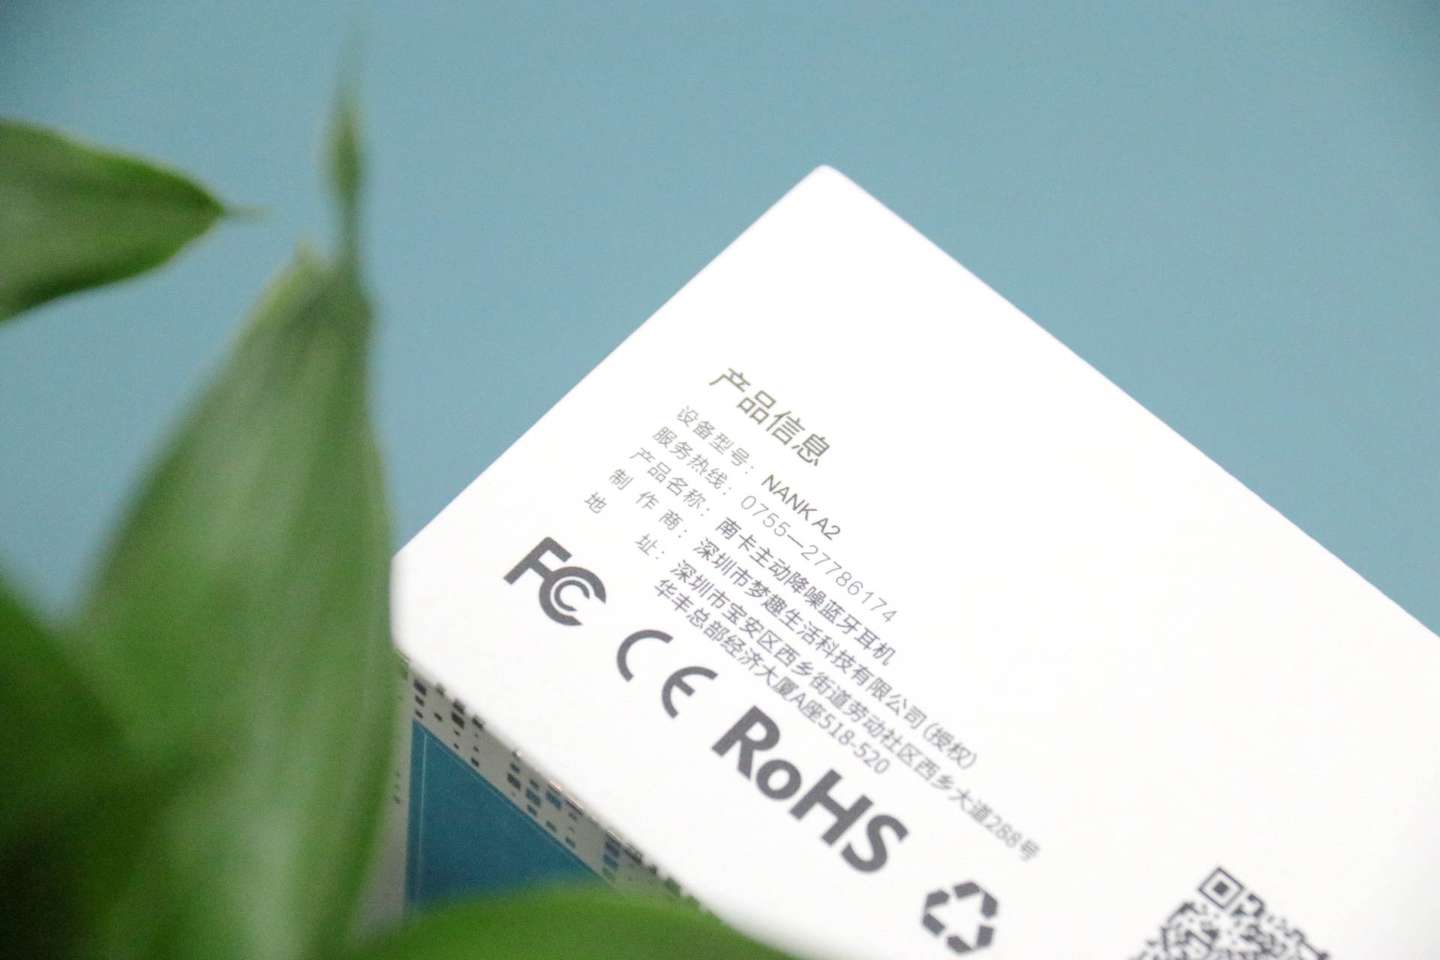 产品信息
设备型号：NANK A2
服务热线：0755—27786174
产品名称：南卡主动降噪蓝牙耳机
制作商：深圳市梦趣生活科技有限公司(授权)
地址：深圳市宝安区西乡街道劳动社区西乡大道288号
华丰总部经济大厦A座518-520
FC CE RoHS